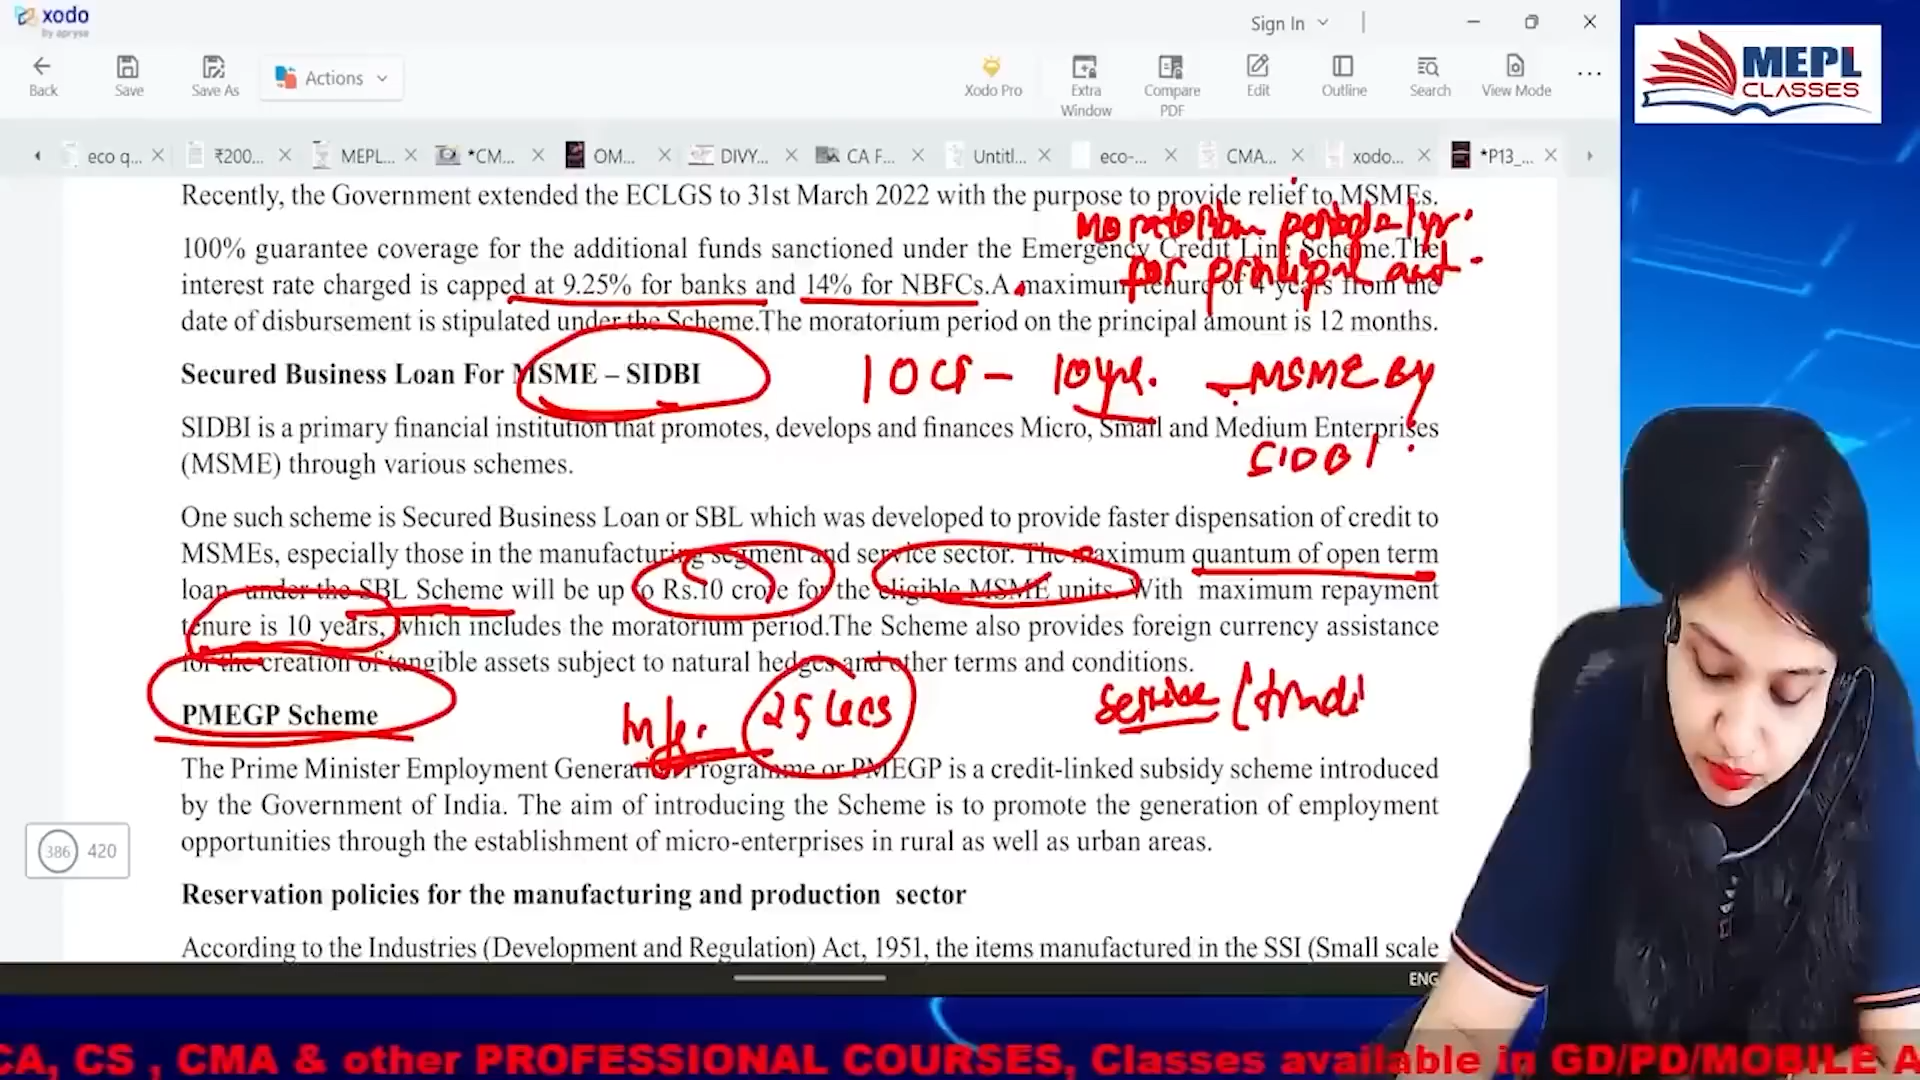 xodo
by apryse
Sign In
Back
Save
Save As
Actions
Xodo Pro
Extra Window
Compare PDF
Edit
Outline
Search
View Mode
MEPL
CLASSES
eco q...
₹200...
MEPL...
*CM...
OM...
DIVY...
CA F...
Untitl...
eco-...
CMA...
xodo...
*P13_...
Recently, the Government extended the ECLGS to 31st March 2022 with the purpose to provide relief to MSMEs.
Moratorium period 1yr.
for principal amt.
100% guarantee coverage for the additional funds sanctioned under the Emergency Credit Line Scheme.The
interest rate charged is capped at 9.25% for banks and 14% for NBFCs.A maximum tenure of 4 years from the
date of disbursement is stipulated under the Scheme.The moratorium period on the principal amount is 12 months.
Secured Business Loan For MSME – SIDBI
10 cr – 10 yrs. – MSME by
SIDBI.
SIDBI is a primary financial institution that promotes, develops and finances Micro, Small and Medium Enterprises
(MSME) through various schemes.
One such scheme is Secured Business Loan or SBL which was developed to provide faster dispensation of credit to
MSMEs, especially those in the manufacturing segment and service sector. The maximum quantum of open term
loan under the SBL Scheme will be up to Rs.10 crore for the eligible MSME units. With maximum repayment
tenure is 10 years, which includes the moratorium period.The Scheme also provides foreign currency assistance
for the creation of tangible assets subject to natural hedges and other terms and conditions.
PMEGP Scheme
25 lacs
service (tradi
The Prime Minister Employment Generation Programme or PMEGP is a credit-linked subsidy scheme introduced
by the Government of India. The aim of introducing the Scheme is to promote the generation of employment
opportunities through the establishment of micro-enterprises in rural as well as urban areas.
386 420
Reservation policies for the manufacturing and production sector
According to the Industries (Development and Regulation) Act, 1951, the items manufactured in the SSI (Small scale
ENG
CA, CS , CMA & other PROFESSIONAL COURSES, Classes available in GD/PD/MOBILE A